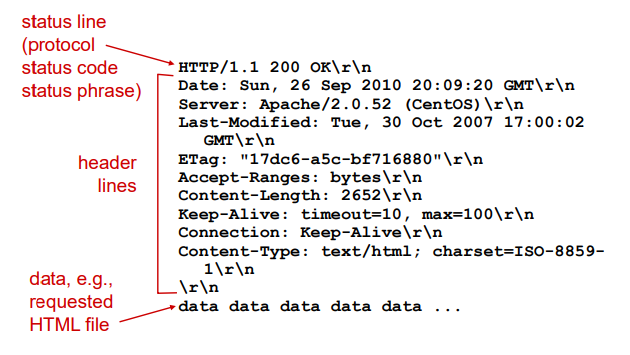 status line
(protocol
status code
status phrase)
HTTP/1.1 200 OK\r\n
Date: Sun, 26 Sep 2010 20:09:20 GMT\r\n
Server: Apache/2.0.52 (CentOS)\r\n
Last-Modified: Tue, 30 Oct 2007 17:00:02
GMT\r\n
ETag: "17dc6-a5c-bf716880"\r\n
Accept-Ranges: bytes\r\n
Content-Length: 2652\r\n
Keep-Alive: timeout=10, max=100\r\n
Connection: Keep-Alive\r\n
Content-Type: text/html; charset=ISO-8859-
1\r\n
\r\n
data data data data data ...
header
lines
data, e.g.,
requested
HTML file